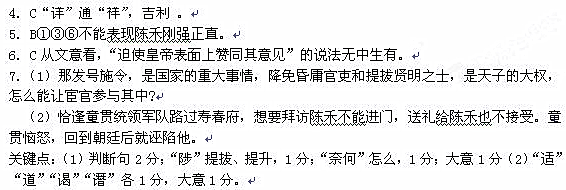 4. C“详”通“祥”，吉利 。
5. B①③⑥不能表现陈禾刚强正直。
6. C从文意看，“迫使皇帝表面上赞同其意见”的说法无中生有。
7. （1）那发号施令，是国家的重大事情，降免昏庸官吏和提拔贤明之士，是天子的大权，
怎么能让宦官参与其中？
（2）恰逢童贯统领军队路过寿春府，想要拜访陈禾不能进门，送礼给陈禾也不接受。童
贯恼怒，回到朝廷后就诬陷他。
关键点：（1）判断句2分；“陟”提拔、提升，1分；“奈何”怎么，1分；大意1分（2）“适”
“道”“谒”“谮”各1分，大意1分。